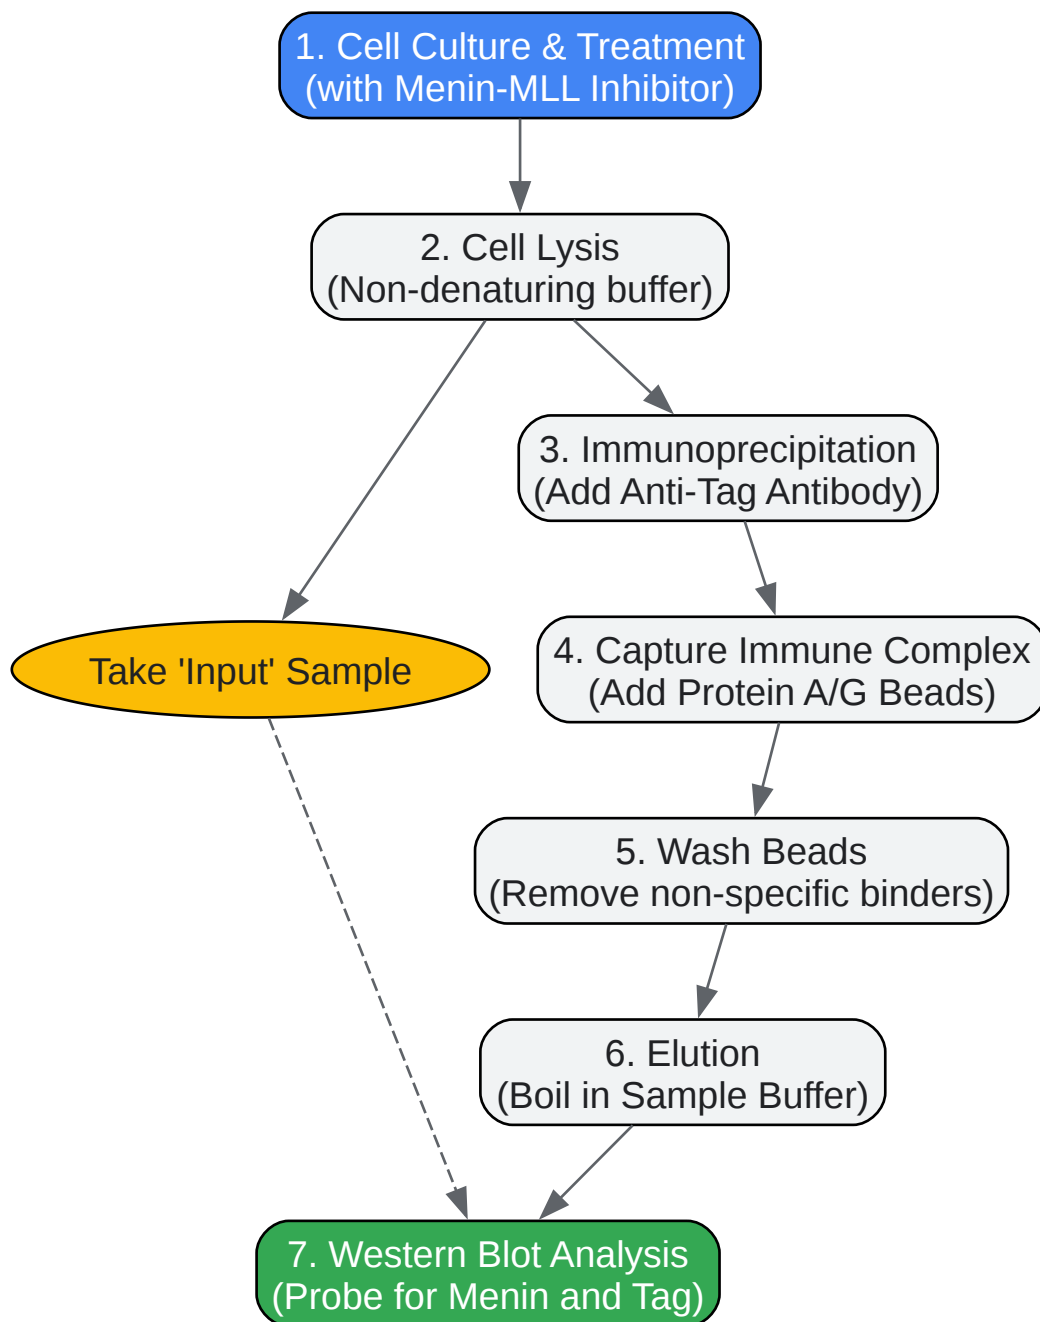 1. Cell Culture & Treatment
(with Menin-MLL Inhibitor)
2. Cell Lysis
(Non-denaturing buffer)
3. Immunoprecipitation
(Add Anti-Tag Antibody)
Take 'Input' Sample
4. Capture Immune Complex
(Add Protein A/G Beads)
5. Wash Beads
(Remove non-specific binders)
6. Elution
(Boil in Sample Buffer)
7. Western Blot Analysis
(Probe for Menin and Tag)